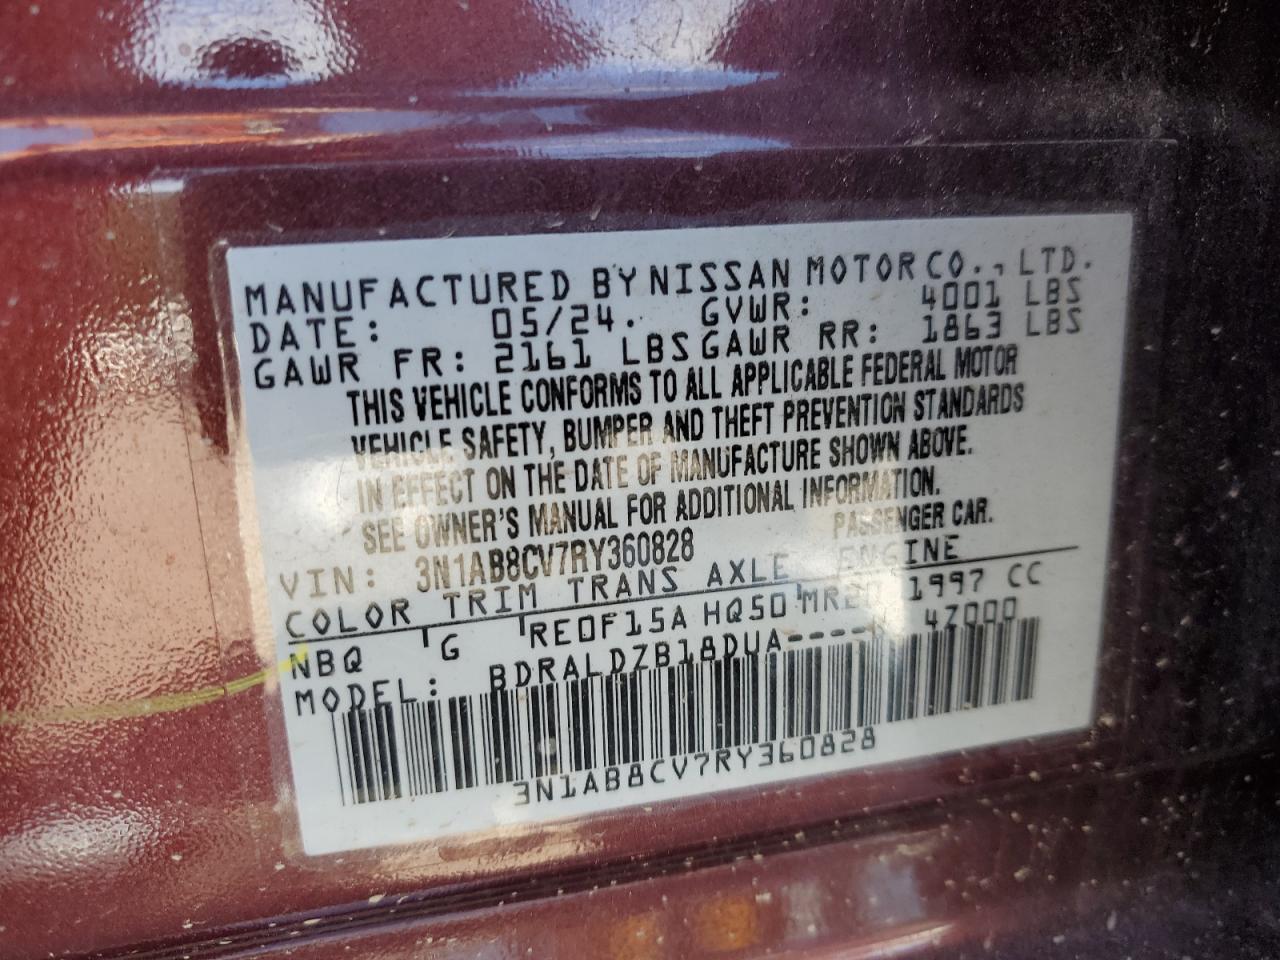 MANUFACTURED BY NISSAN MOTOR CO., LTD.
DATE: 05/24. GVWR: 4001 LBS
GAWR FR: 2161 LBS GAWR RR: 1863 LBS
THIS VEHICLE CONFORMS TO ALL APPLICABLE FEDERAL MOTOR
VEHICLE SAFETY, BUMPER AND THEFT PREVENTION STANDARDS
IN EFFECT ON THE DATE OF MANUFACTURE SHOWN ABOVE.
SEE OWNER'S MANUAL FOR ADDITIONAL INFORMATION.
PASSENGER CAR.
VIN: 3N1AB8CV7RY360828
COLOR TRIM TRANS AXLE ENGINE
NBQ G RE0F15A HQ50 1997 CC
MODEL: BDRALDZB18DUA----- 4Z000
3N1AB8CV7RY360828